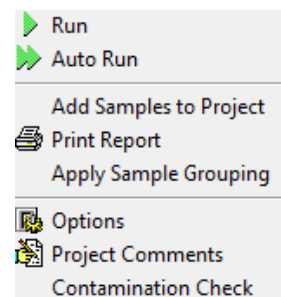 Run
Auto Run
Add Samples to Project
Print Report
Apply Sample Grouping
Options
Project Comments
Contamination Check